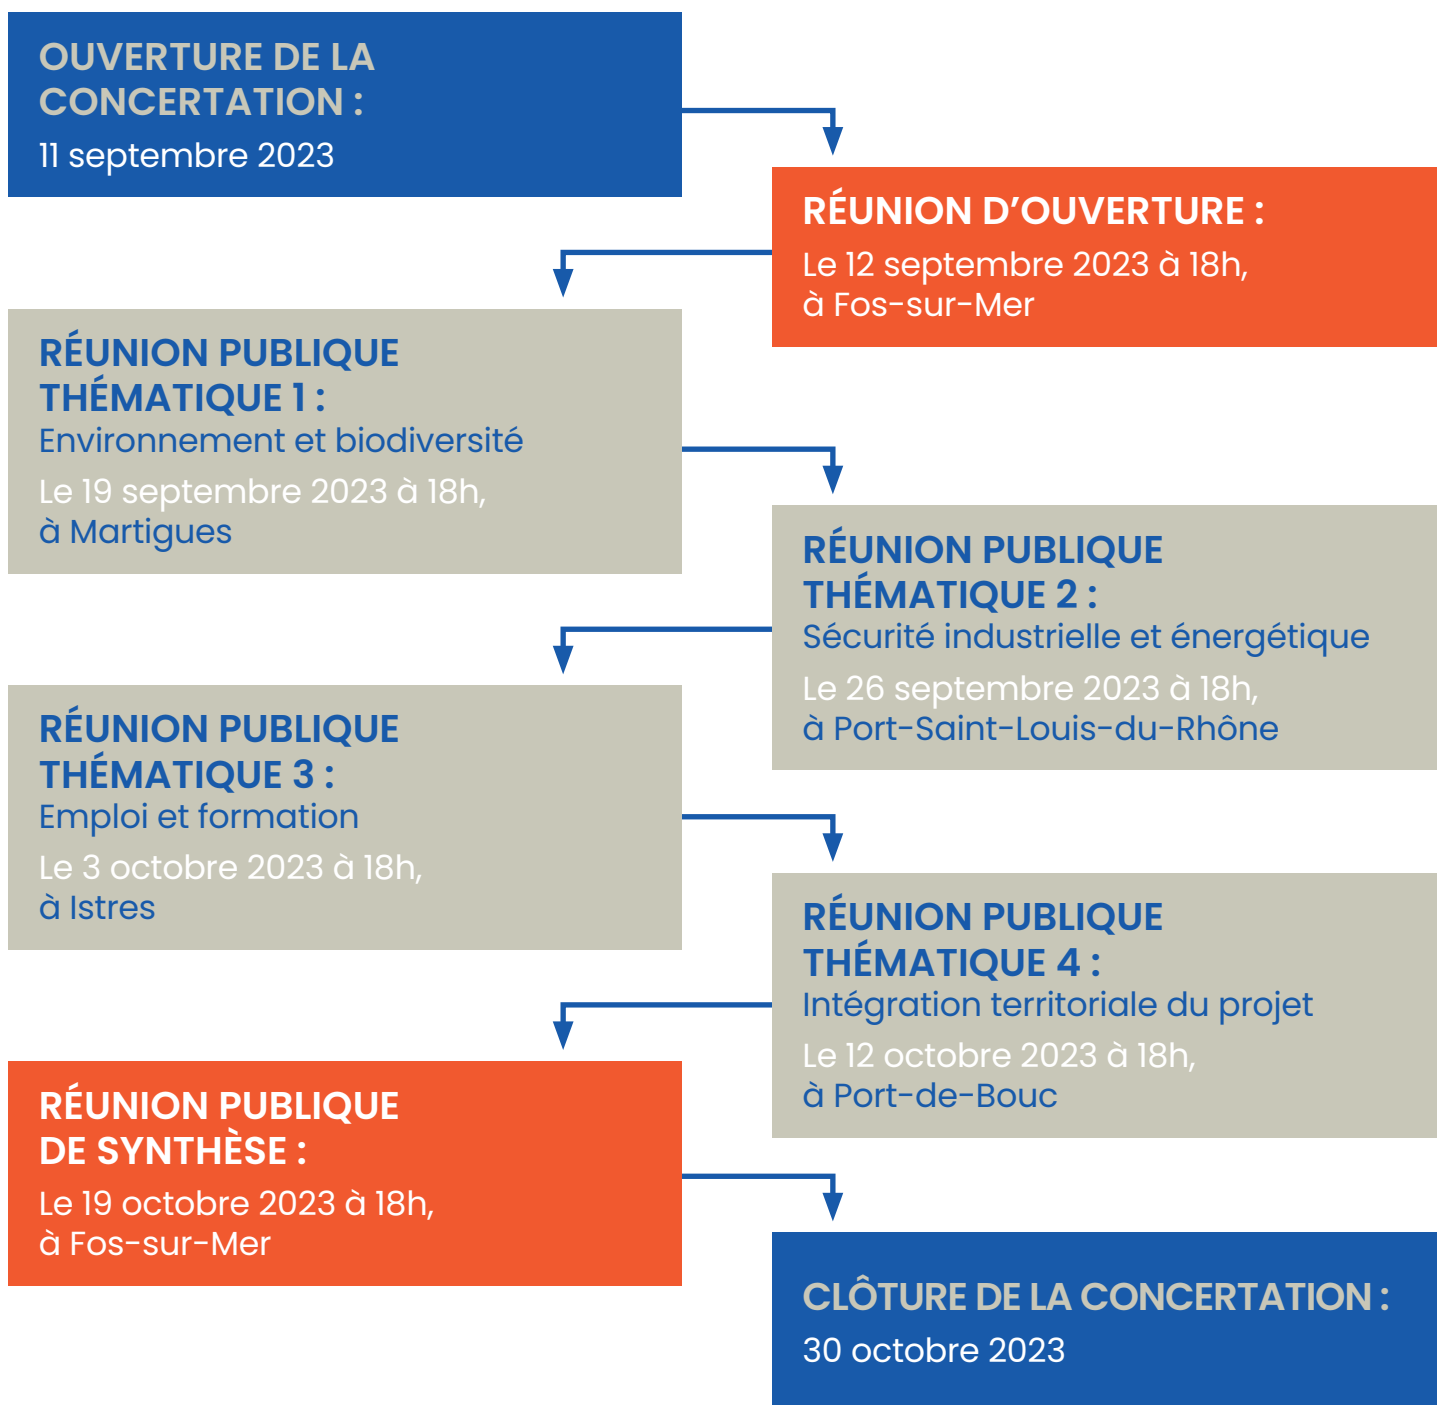 OUVERTURE DE LA
CONCERTATION :
11 septembre 2023
RÉUNION D’OUVERTURE :
Le 12 septembre 2023 à 18h,
à Fos-sur-Mer
RÉUNION PUBLIQUE
THÉMATIQUE 1 :
Environnement et biodiversité
Le 19 septembre 2023 à 18h,
à Martigues
RÉUNION PUBLIQUE
THÉMATIQUE 2 :
Sécurité industrielle et énergétique
Le 26 septembre 2023 à 18h,
à Port-Saint-Louis-du-Rhône
RÉUNION PUBLIQUE
THÉMATIQUE 3 :
Emploi et formation
Le 3 octobre 2023 à 18h,
à Istres
RÉUNION PUBLIQUE
THÉMATIQUE 4 :
Intégration territoriale du projet
Le 12 octobre 2023 à 18h,
à Port-de-Bouc
RÉUNION PUBLIQUE
DE SYNTHÈSE :
Le 19 octobre 2023 à 18h,
à Fos-sur-Mer
CLÔTURE DE LA CONCERTATION :
30 octobre 2023